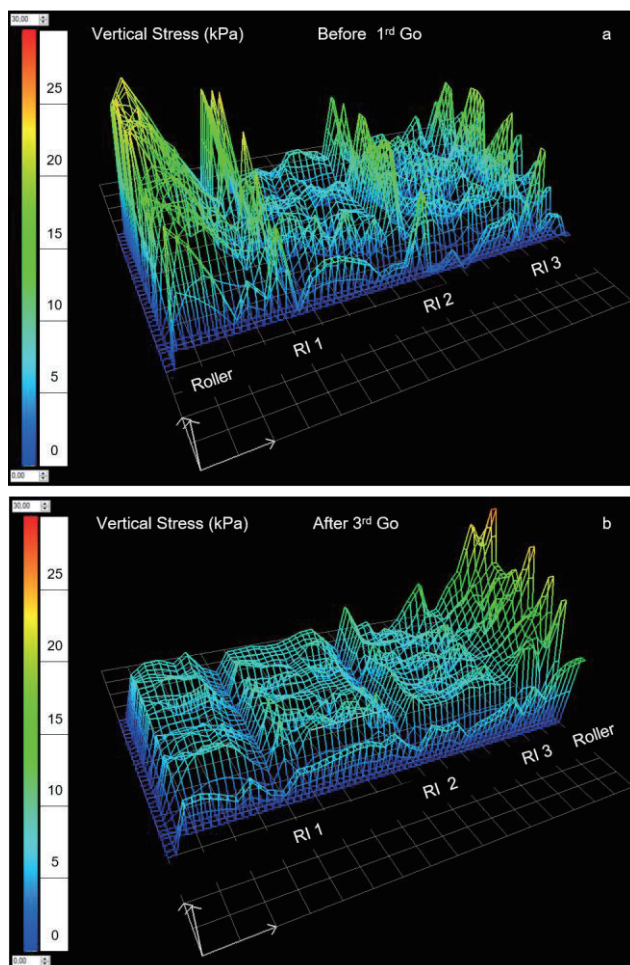 30,00
Vertical Stress (kPa) Before 1rd Go a
25
20
15
10
5
0
0,00
RI 3
RI 2
RI 1
Roller
30,00
Vertical Stress (kPa) After 3rd Go b
25
20
15
10
5
0
0,00
Roller
RI 3
RI 2
RI 1